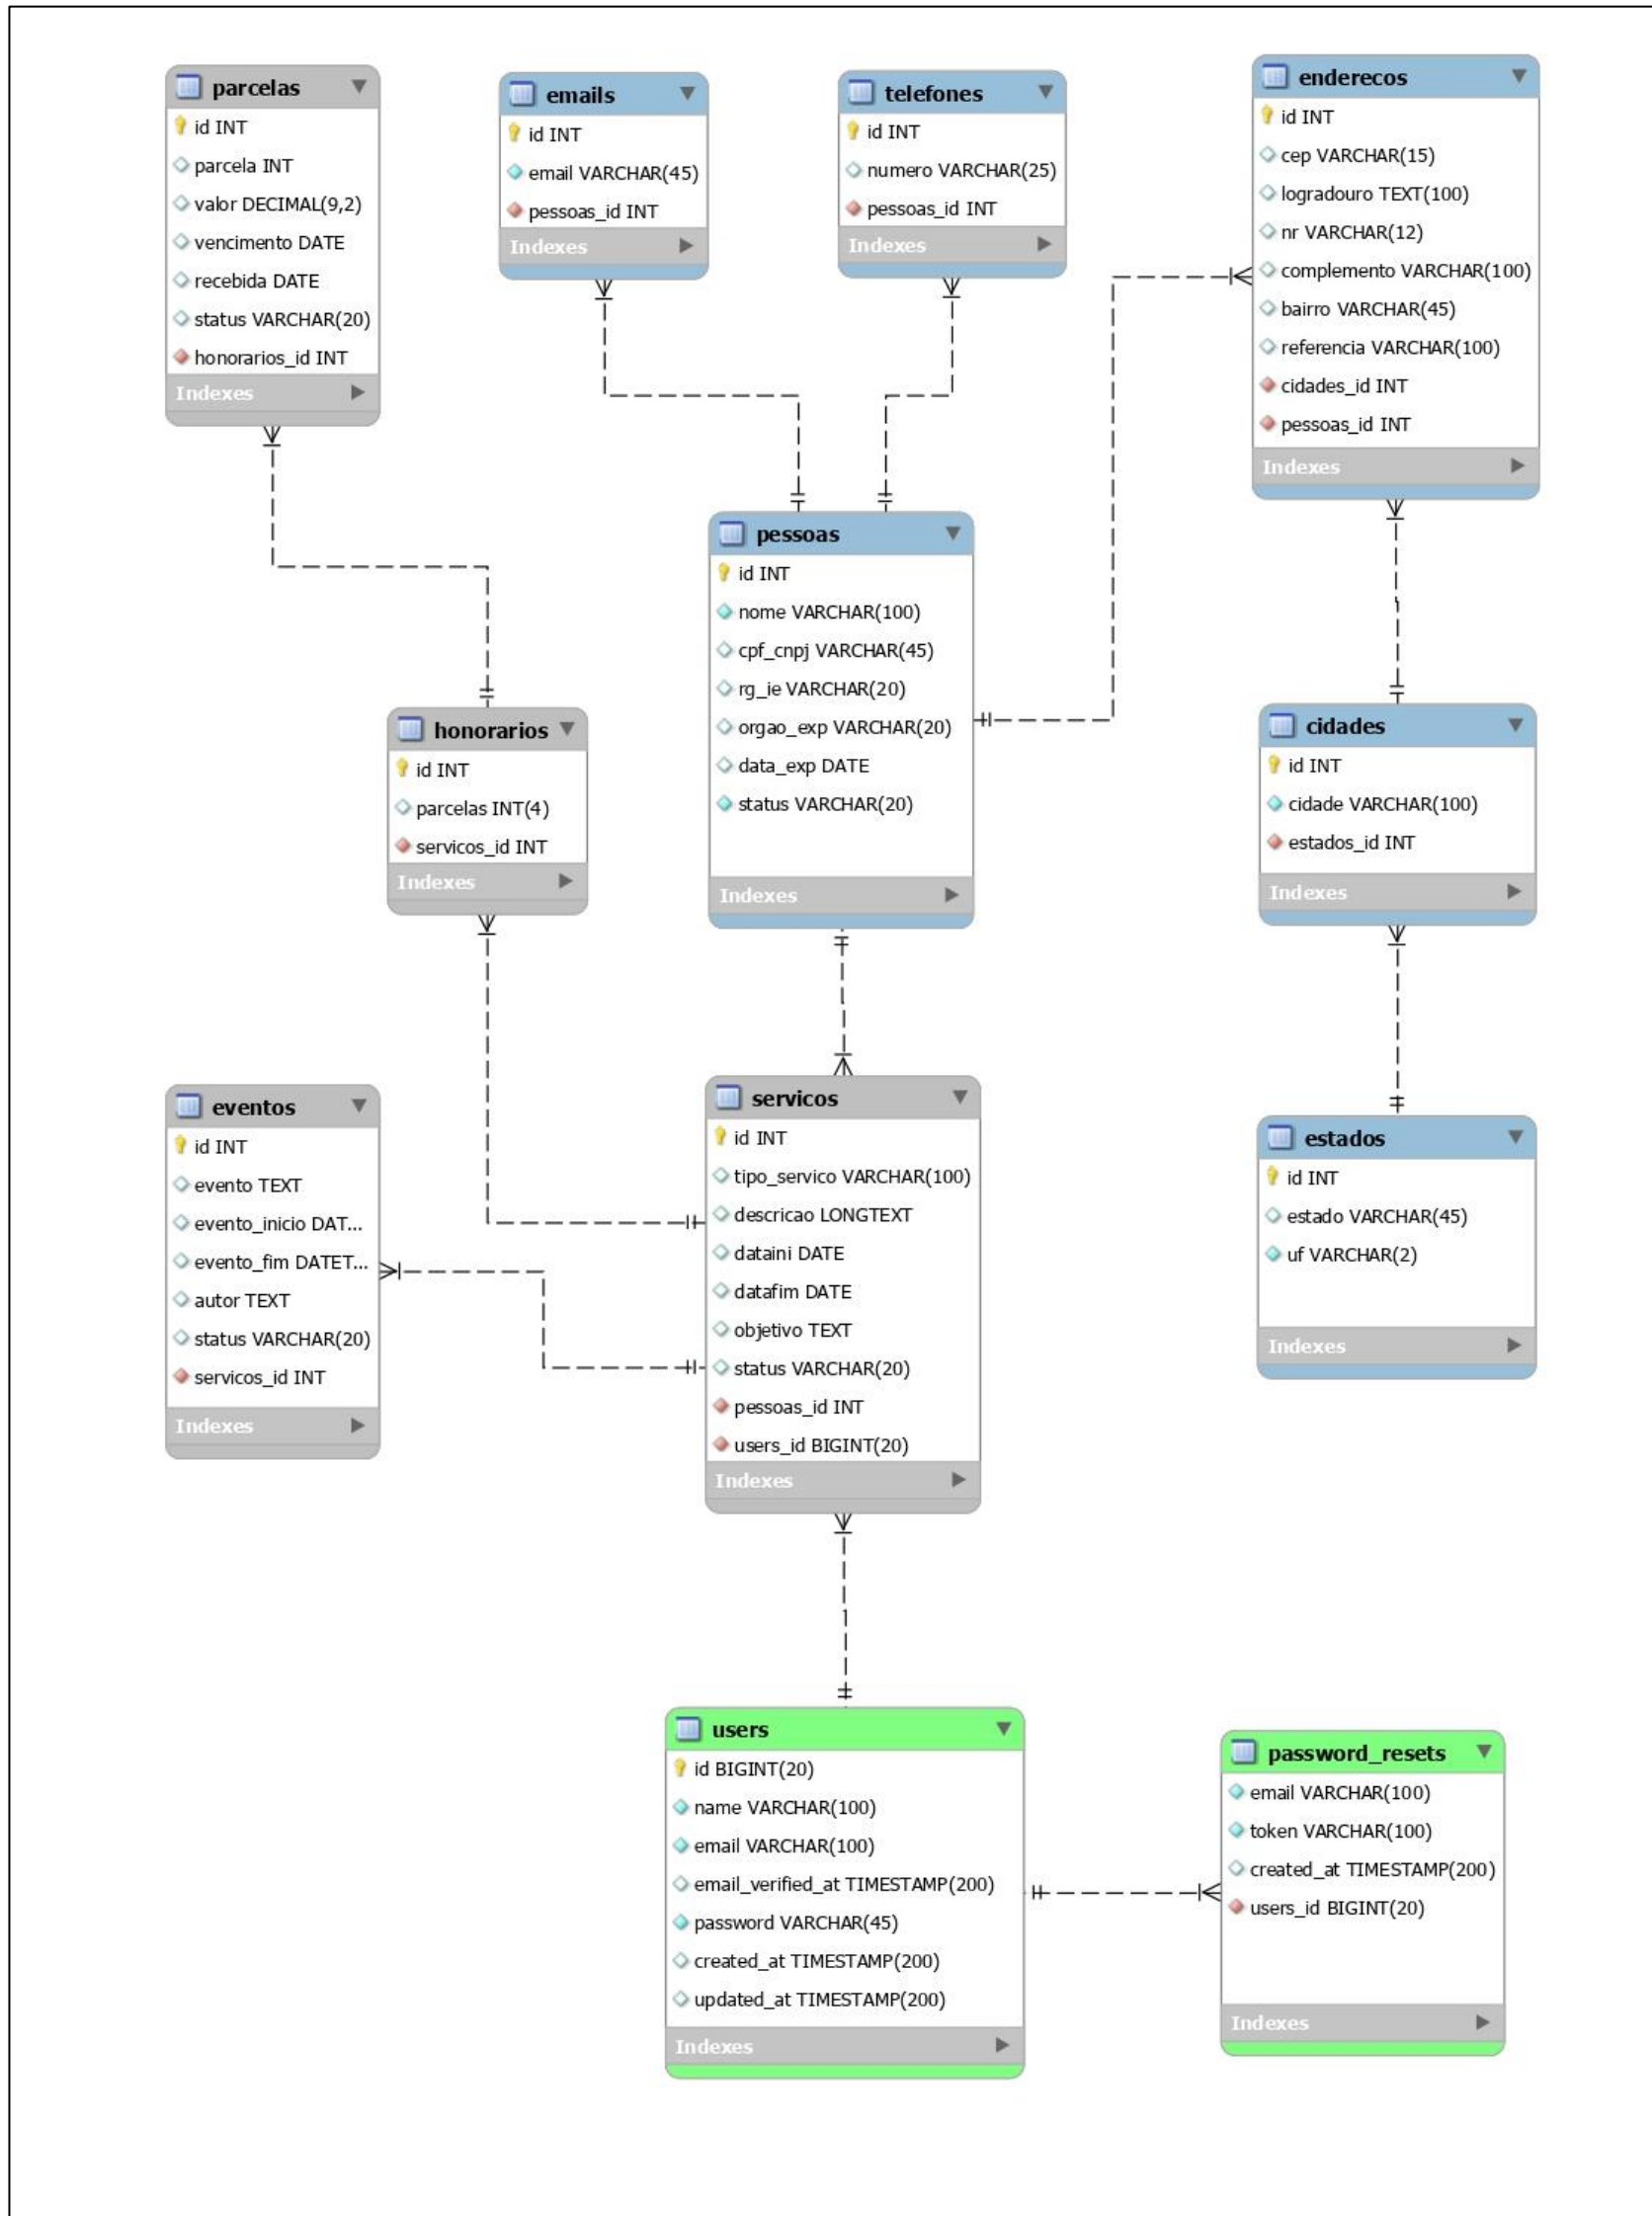 parcelas
id INT
parcela INT
valor DECIMAL(9,2)
vencimento DATE
recebida DATE
status VARCHAR(20)
honorarios_id INT
Indexes
emails
id INT
email VARCHAR(45)
pessoas_id INT
Indexes
telefones
id INT
numero VARCHAR(25)
pessoas_id INT
Indexes
enderecos
id INT
cep VARCHAR(15)
logradouro TEXT(100)
nr VARCHAR(12)
complemento VARCHAR(100)
bairro VARCHAR(45)
referencia VARCHAR(100)
cidades_id INT
pessoas_id INT
Indexes
pessoas
id INT
nome VARCHAR(100)
cpf_cnpj VARCHAR(45)
rg_ie VARCHAR(20)
orgao_exp VARCHAR(20)
data_exp DATE
status VARCHAR(20)
Indexes
honorarios
id INT
parcelas INT(4)
servicos_id INT
Indexes
cidades
id INT
cidade VARCHAR(100)
estados_id INT
Indexes
eventos
id INT
evento TEXT
evento_inicio DAT...
evento_fim DATET...
autor TEXT
status VARCHAR(20)
servicos_id INT
Indexes
servicos
id INT
tipo_servico VARCHAR(100)
descricao LONGTEXT
dataini DATE
datafim DATE
objetivo TEXT
status VARCHAR(20)
pessoas_id INT
users_id BIGINT(20)
Indexes
estados
id INT
estado VARCHAR(45)
uf VARCHAR(2)
Indexes
users
id BIGINT(20)
name VARCHAR(100)
email VARCHAR(100)
email_verified_at TIMESTAMP(200)
password VARCHAR(45)
created_at TIMESTAMP(200)
updated_at TIMESTAMP(200)
Indexes
password_resets
email VARCHAR(100)
token VARCHAR(100)
created_at TIMESTAMP(200)
users_id BIGINT(20)
Indexes